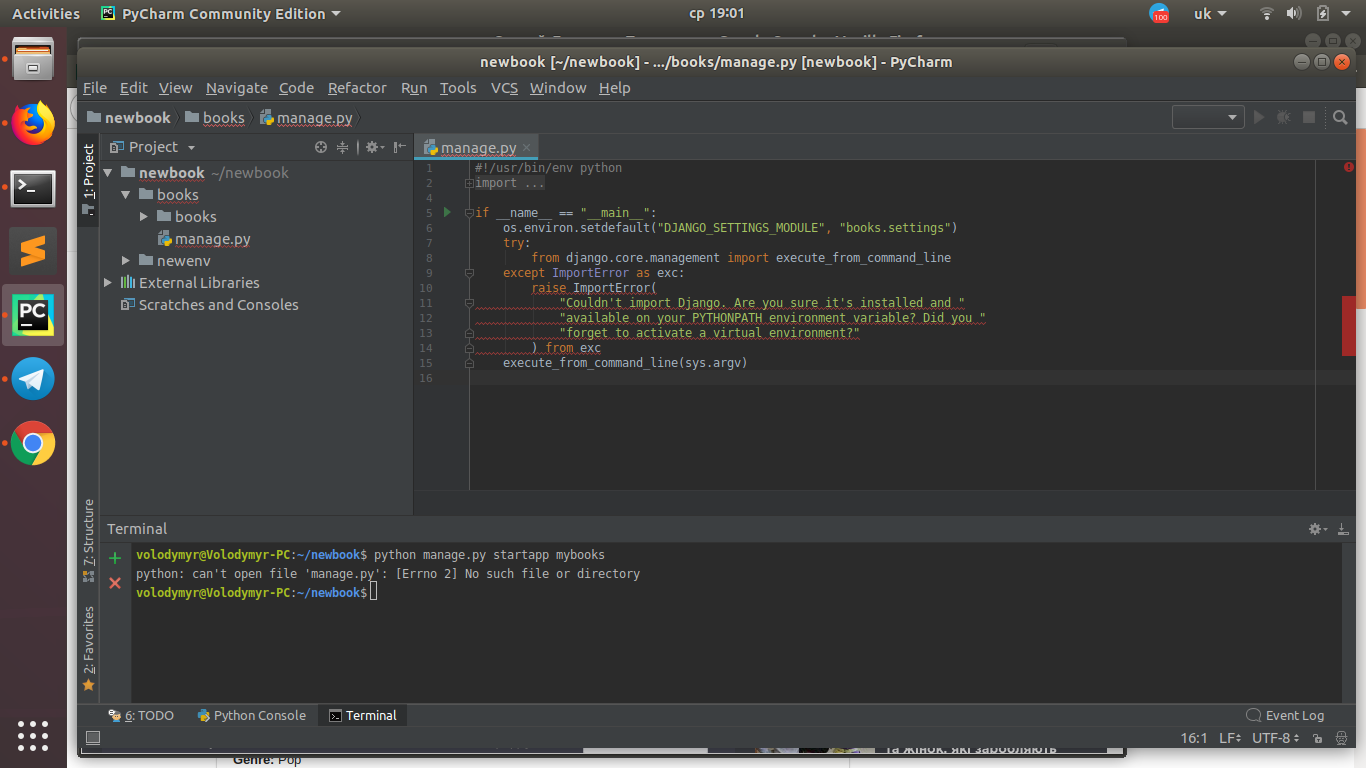 Activities
PyCharm Community Edition
ср 19:01
100
uk
newbook [~/newbook] - .../books/manage.py [newbook] - PyCharm
File Edit View Navigate Code Refactor Run Tools VCS Window Help
newbook books manage.py
1: Project
Project
manage.py
newbook ~/newbook
books
books
manage.py
newenv
External Libraries
Scratches and Consoles
1 #!/usr/bin/env python
2 import ...
4
5 if __name__ == "__main__":
6 os.environ.setdefault("DJANGO_SETTINGS_MODULE", "books.settings")
7 try:
8 from django.core.management import execute_from_command_line
9 except ImportError as exc:
10 raise ImportError(
11 "Couldn't import Django. Are you sure it's installed and "
12 "available on your PYTHONPATH environment variable? Did you "
13 "forget to activate a virtual environment?"
14 ) from exc
15 execute_from_command_line(sys.argv)
16
PC
7: Structure
2: Favorites
Terminal
volodymyr@Volodymyr-PC:~/newbook$ python manage.py startapp mybooks
python: can't open file 'manage.py': [Errno 2] No such file or directory
volodymyr@Volodymyr-PC:~/newbook$
6: TODO Python Console Terminal
Event Log
16:1 LF UTF-8
та жінок, які зароблять
Genre: Pop